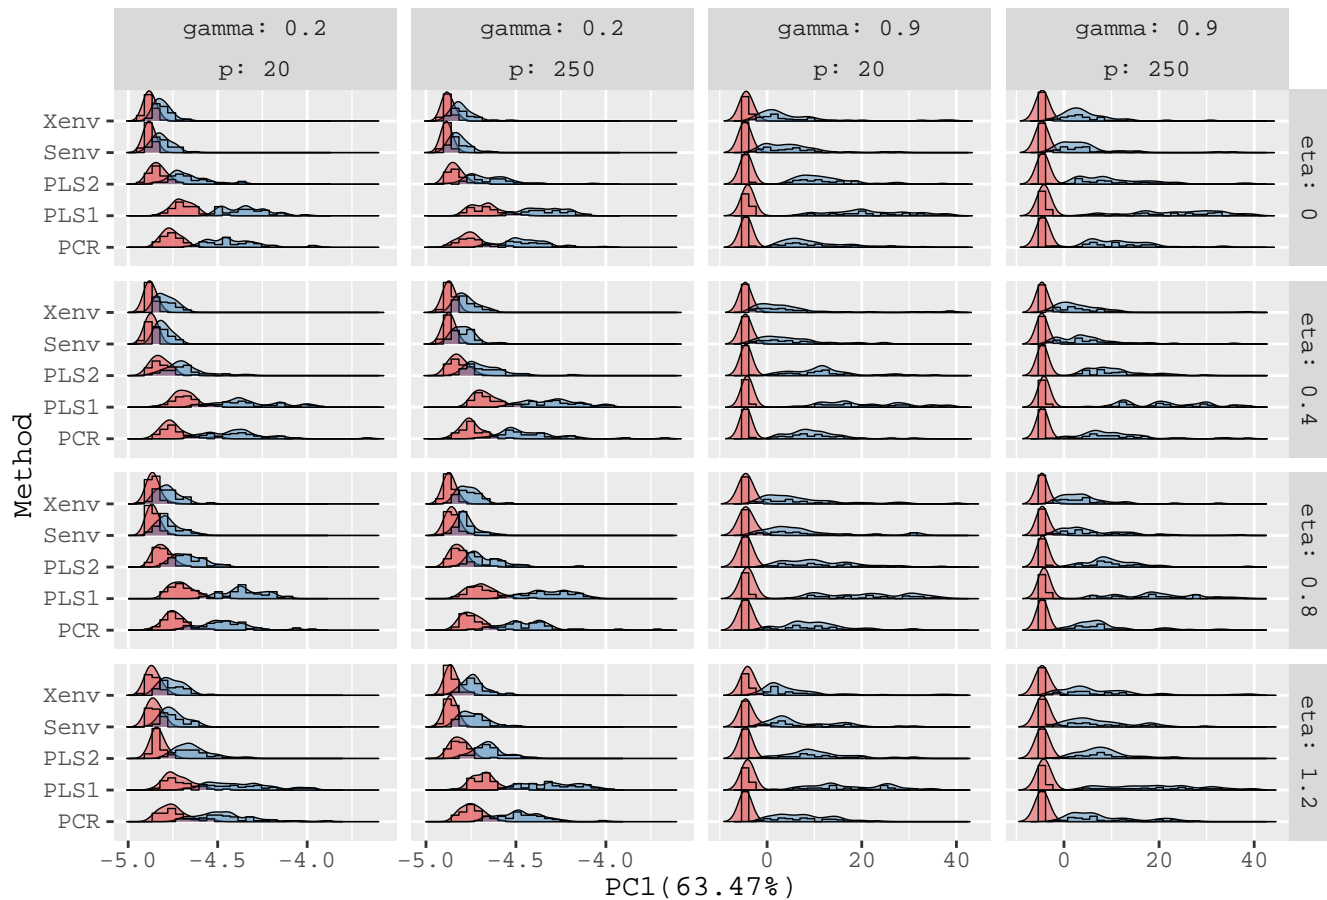 gamma: 0.2
gamma: 0.2
gamma: 0.9
gamma: 0.9
p: 20
p: 250
p: 20
p: 250
Xenv
Senv
PLS2
PLS1
PCR
eta: 0
Xenv
Senv
PLS2
PLS1
PCR
eta: 0.4
Method
Xenv
Senv
PLS2
PLS1
PCR
eta: 0.8
Xenv
Senv
PLS2
PLS1
PCR
eta: 1.2
−5.0 −4.5 −4.0
−5.0 −4.5 −4.0
0 20 40
0 20 40
PC1(63.47%)